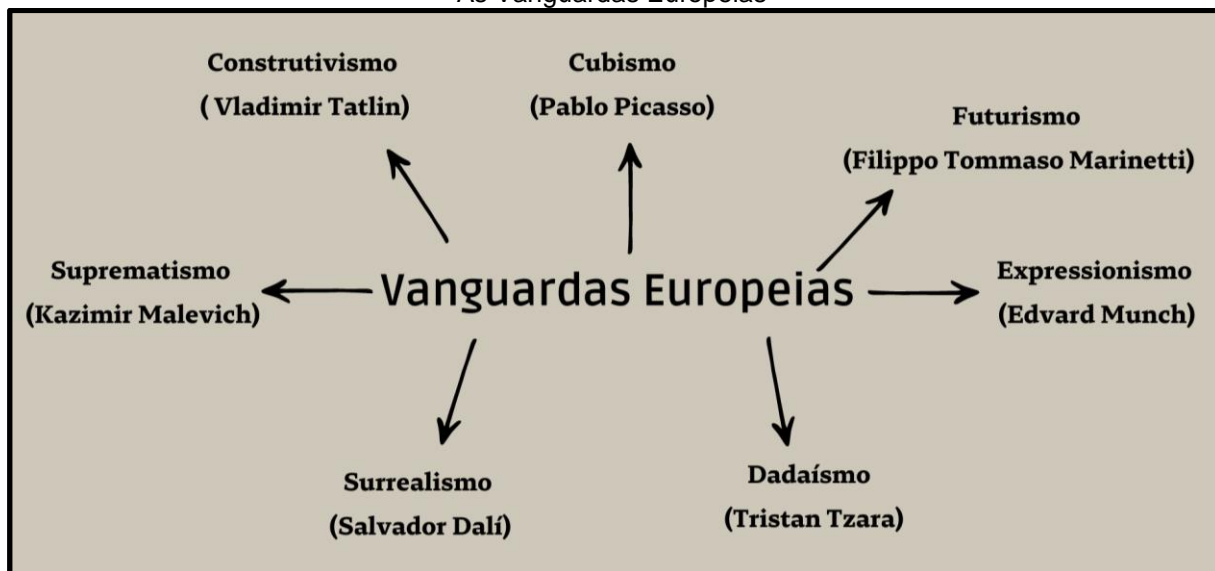 As Vanguardas Europeias
Construtivismo
( Vladimir Tatlin)
Cubismo
(Pablo Picasso)
Futurismo
(Filippo Tommaso Marinetti)
Suprematismo
(Kazimir Malevich)
Vanguardas Europeias
Expressionismo
(Edvard Munch)
Surrealismo
(Salvador Dalí)
Dadaísmo
(Tristan Tzara)